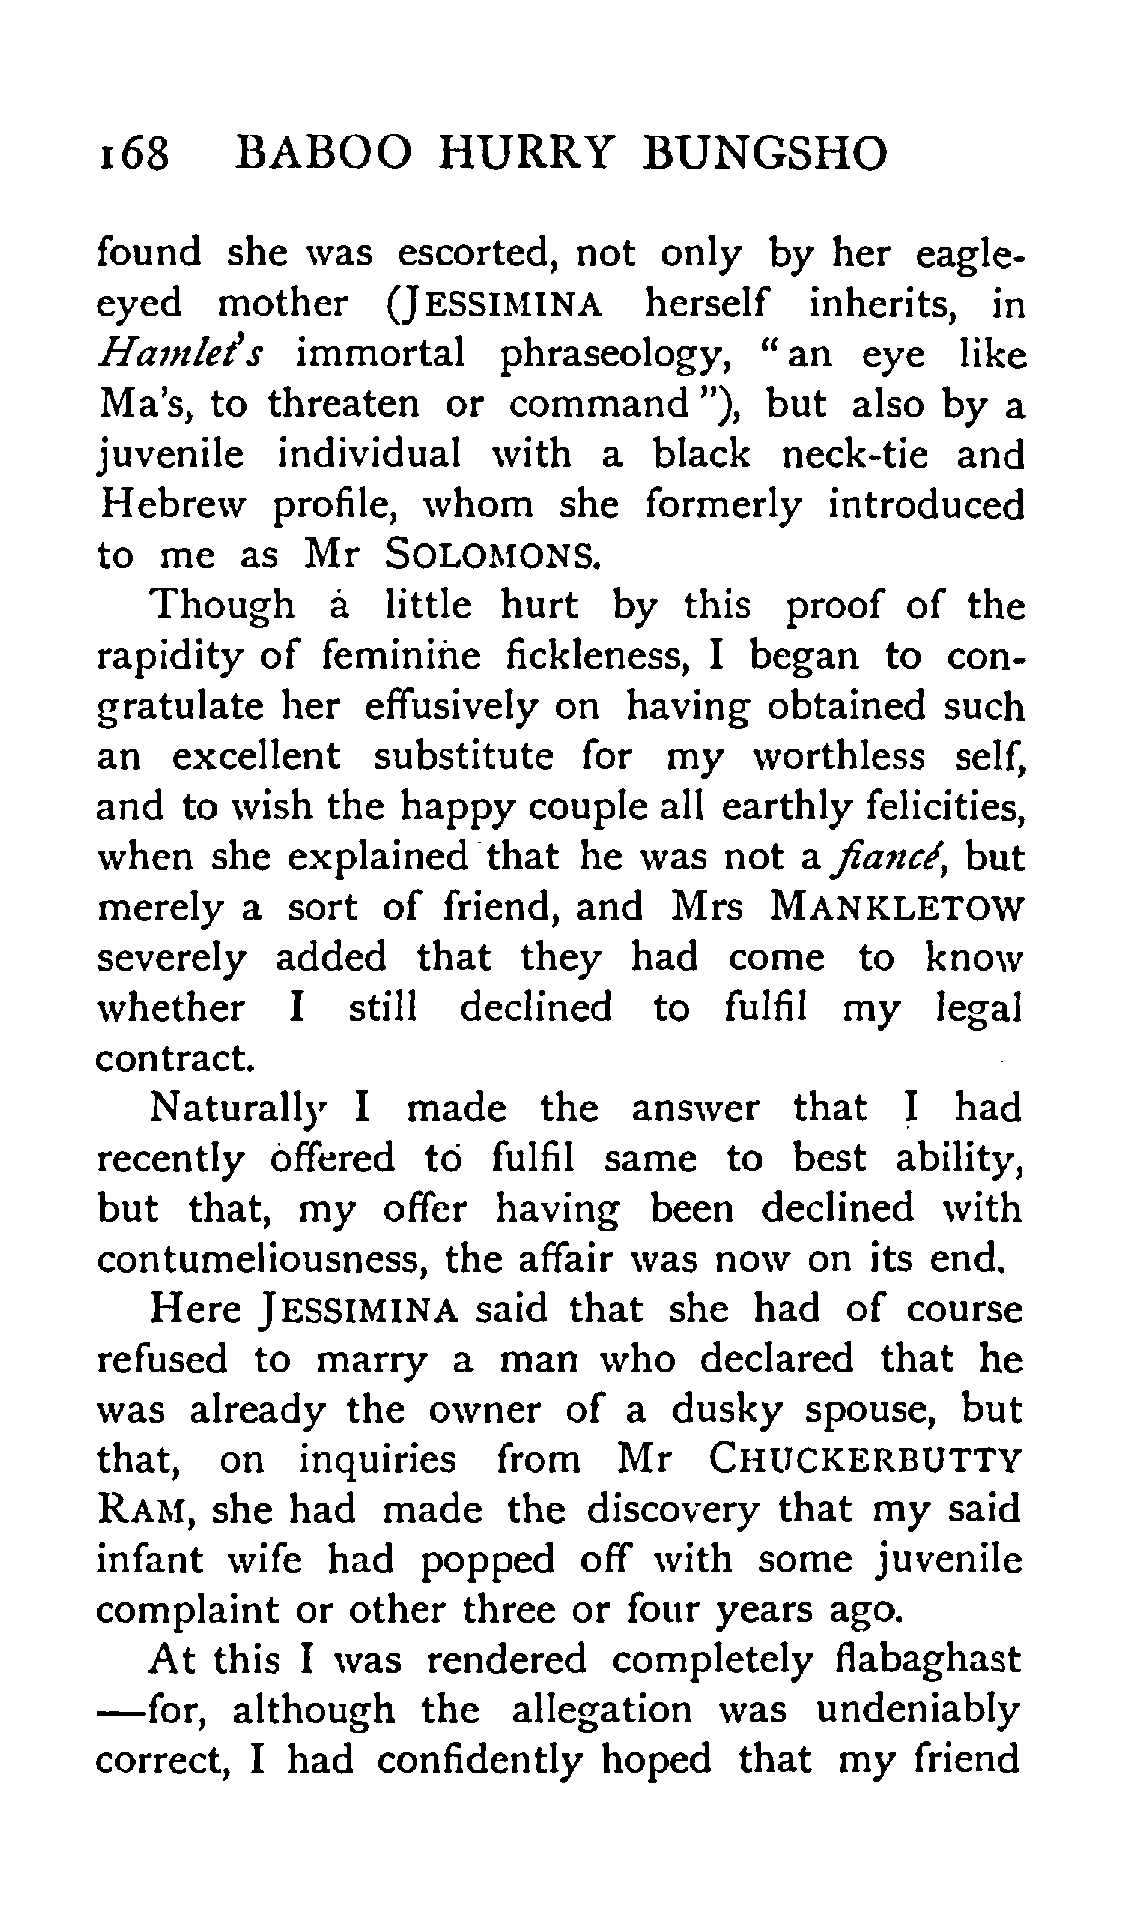 168 BABOO HURRY BUNGSHO
found she was escorted, not only by her eagle-
eyed mother (JESSIMINA herself inherits, in
Hamlet's immortal phraseology, "an eye like
Ma's, to threaten or command"), but also by a
juvenile individual with a black neck-tie and
Hebrew profile, whom she formerly introduced
to me as Mr SOLOMONS.
Though a little hurt by this proof of the
rapidity of feminine fickleness, I began to con-
gratulate her effusively on having obtained such
an excellent substitute for my worthless self,
and to wish the happy couple all earthly felicities,
when she explained that he was not a fiancé, but
merely a sort of friend, and Mrs MANKLETOW
severely added that they had come to know
whether I still declined to fulfil my legal
contract.
Naturally I made the answer that I had
recently offered to fulfil same to best ability,
but that, my offer having been declined with
contumeliousness, the affair was now on its end.
Here JESSIMINA said that she had of course
refused to marry a man who declared that he
was already the owner of a dusky spouse, but
that, on inquiries from Mr CHUCKERBUTTY
RAM, she had made the discovery that my said
infant wife had popped off with some juvenile
complaint or other three or four years ago.
At this I was rendered completely flabaghast
—for, although the allegation was undeniably
correct, I had confidently hoped that my friend